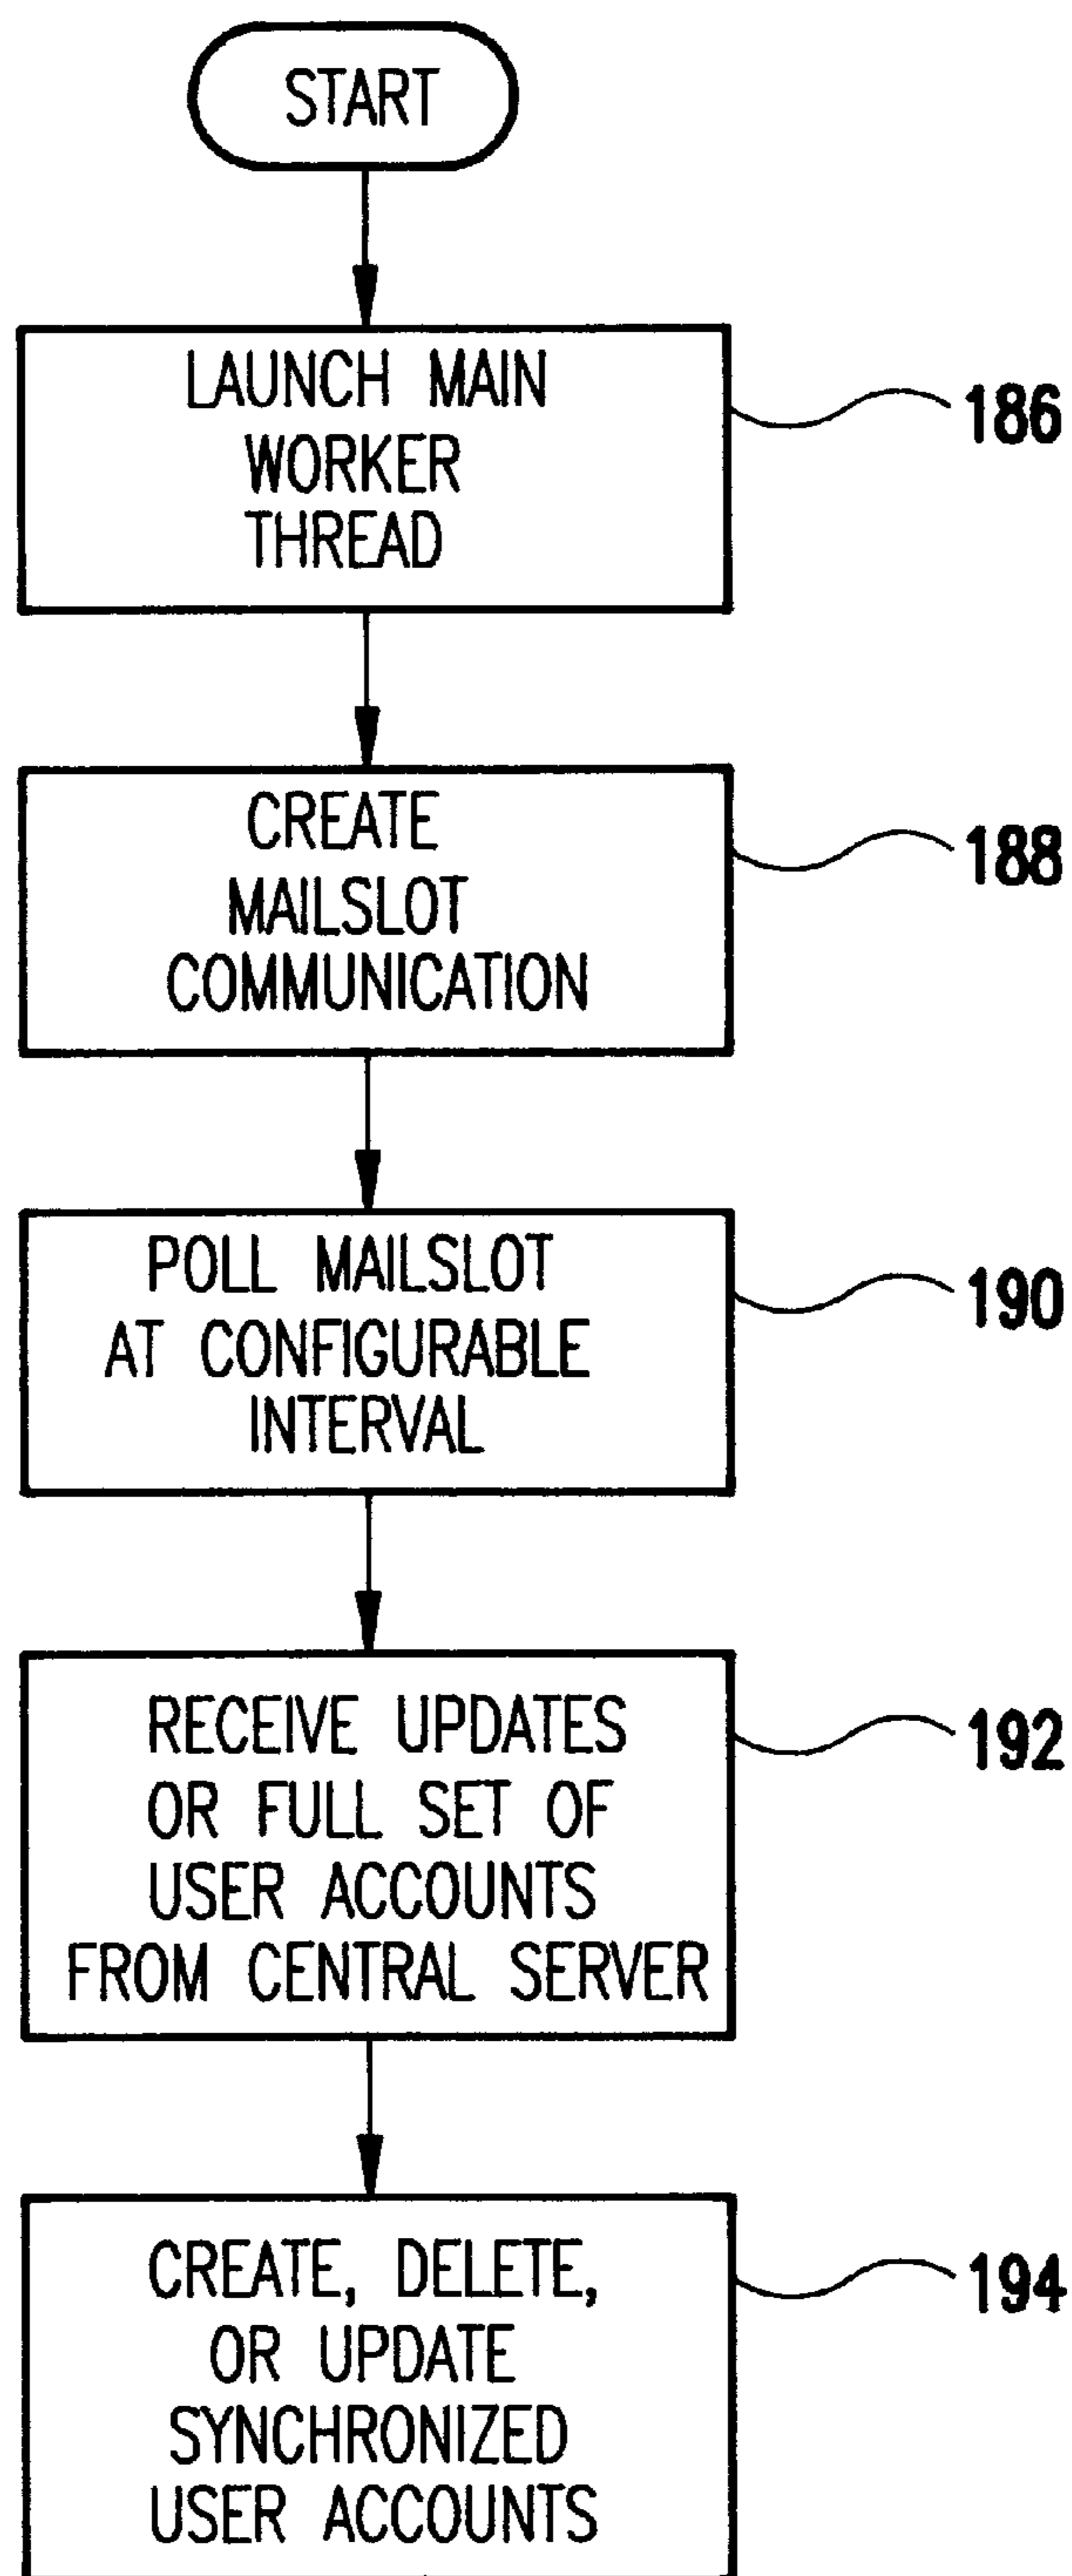 START
LAUNCH MAIN
WORKER
THREAD
186
CREATE
MAILSLOT
COMMUNICATION
188
POLL MAILSLOT
AT CONFIGURABLE
INTERVAL
190
RECEIVE UPDATES
OR FULL SET OF
USER ACCOUNTS
FROM CENTRAL SERVER
192
CREATE, DELETE,
OR UPDATE
SYNCHRONIZED
USER ACCOUNTS
194